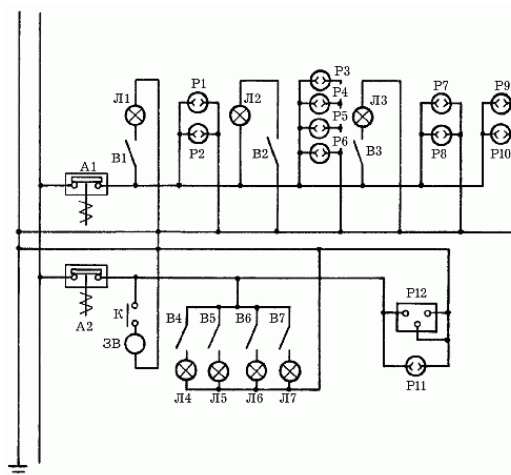 Р3
Р1 Р4 Р7 Р9
Л1 Л2 Р5 Л3
Р6
В1 Р2 В2 В3 Р8 Р10
А1
А2
К
ЗВ
В4 В5 В6 В7
Р12
Л4 Л5 Л6 Л7
Р11